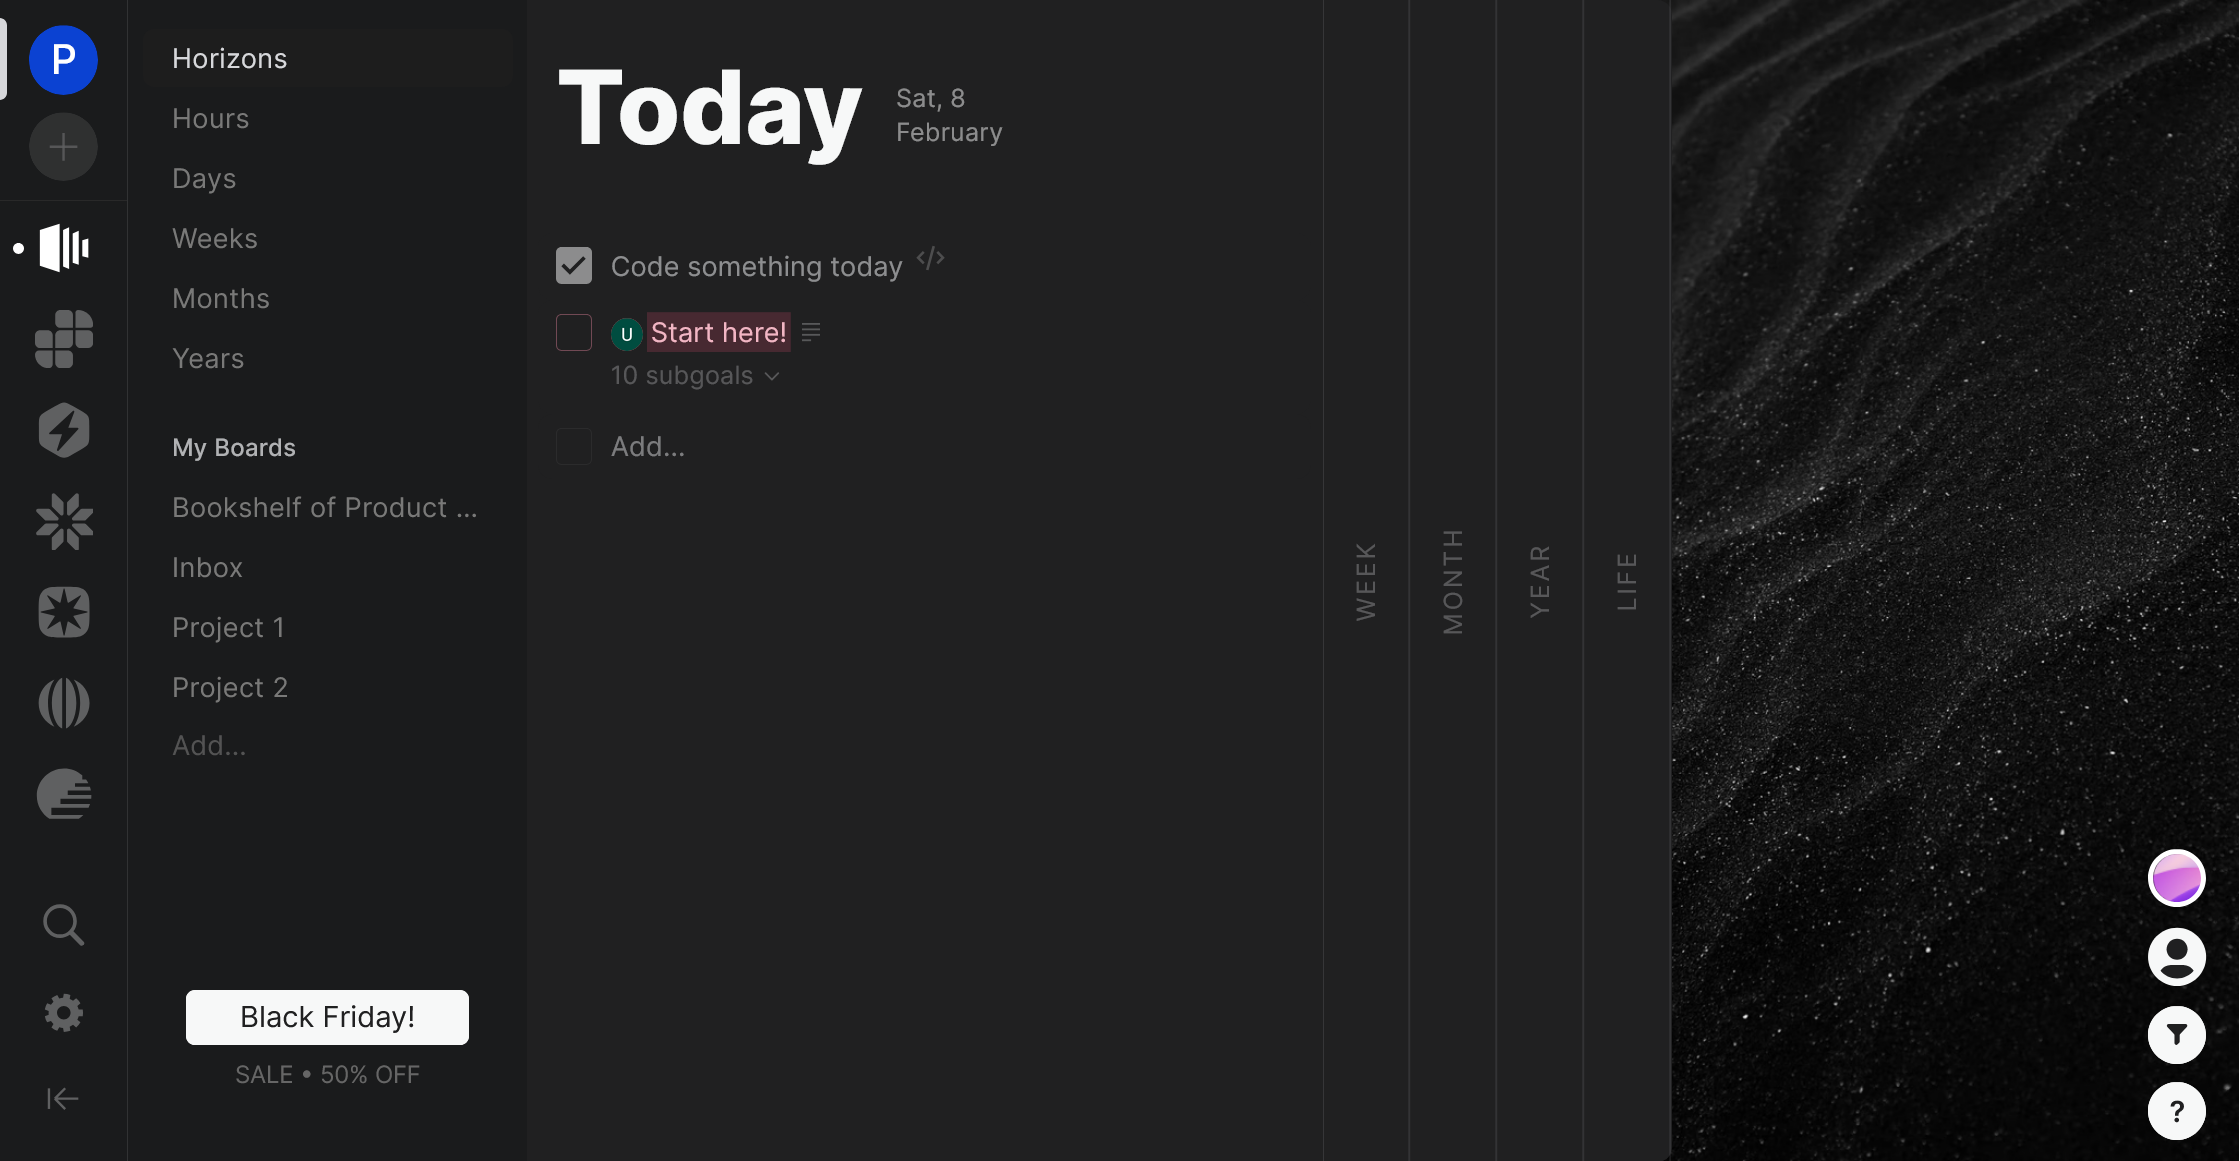 P
Horizons
Hours
Days
Weeks
Months
Years
My Boards
Bookshelf of Product ...
Inbox
Project 1
Project 2
Add...
Black Friday!
SALE • 50% OFF
Today
Sat, 8
February
Code something today </>
U Start here!
10 subgoals
Add...
WEEK
MONTH
YEAR
LIFE
?